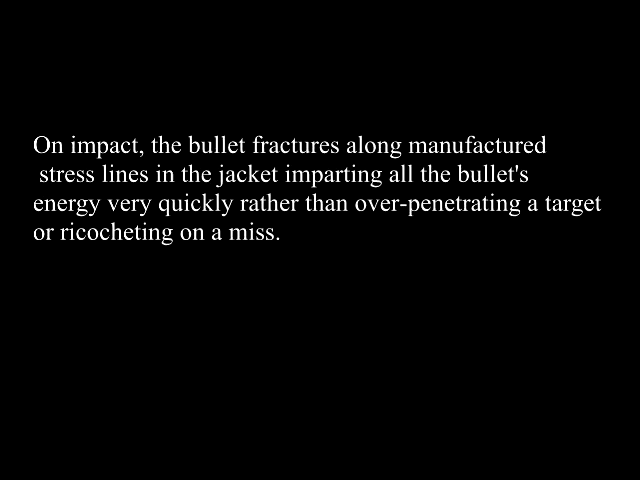 On impact, the bullet fractures along manufactured
stress lines in the jacket imparting all the bullet's
energy very quickly rather than over-penetrating a target
or ricocheting on a miss.